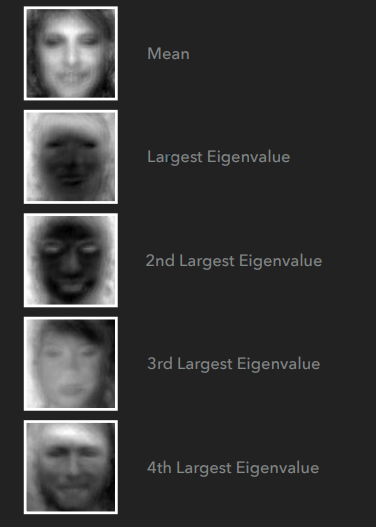 Mean
Largest Eigenvalue
2nd Largest Eigenvalue
3rd Largest Eigenvalue
4th Largest Eigenvalue